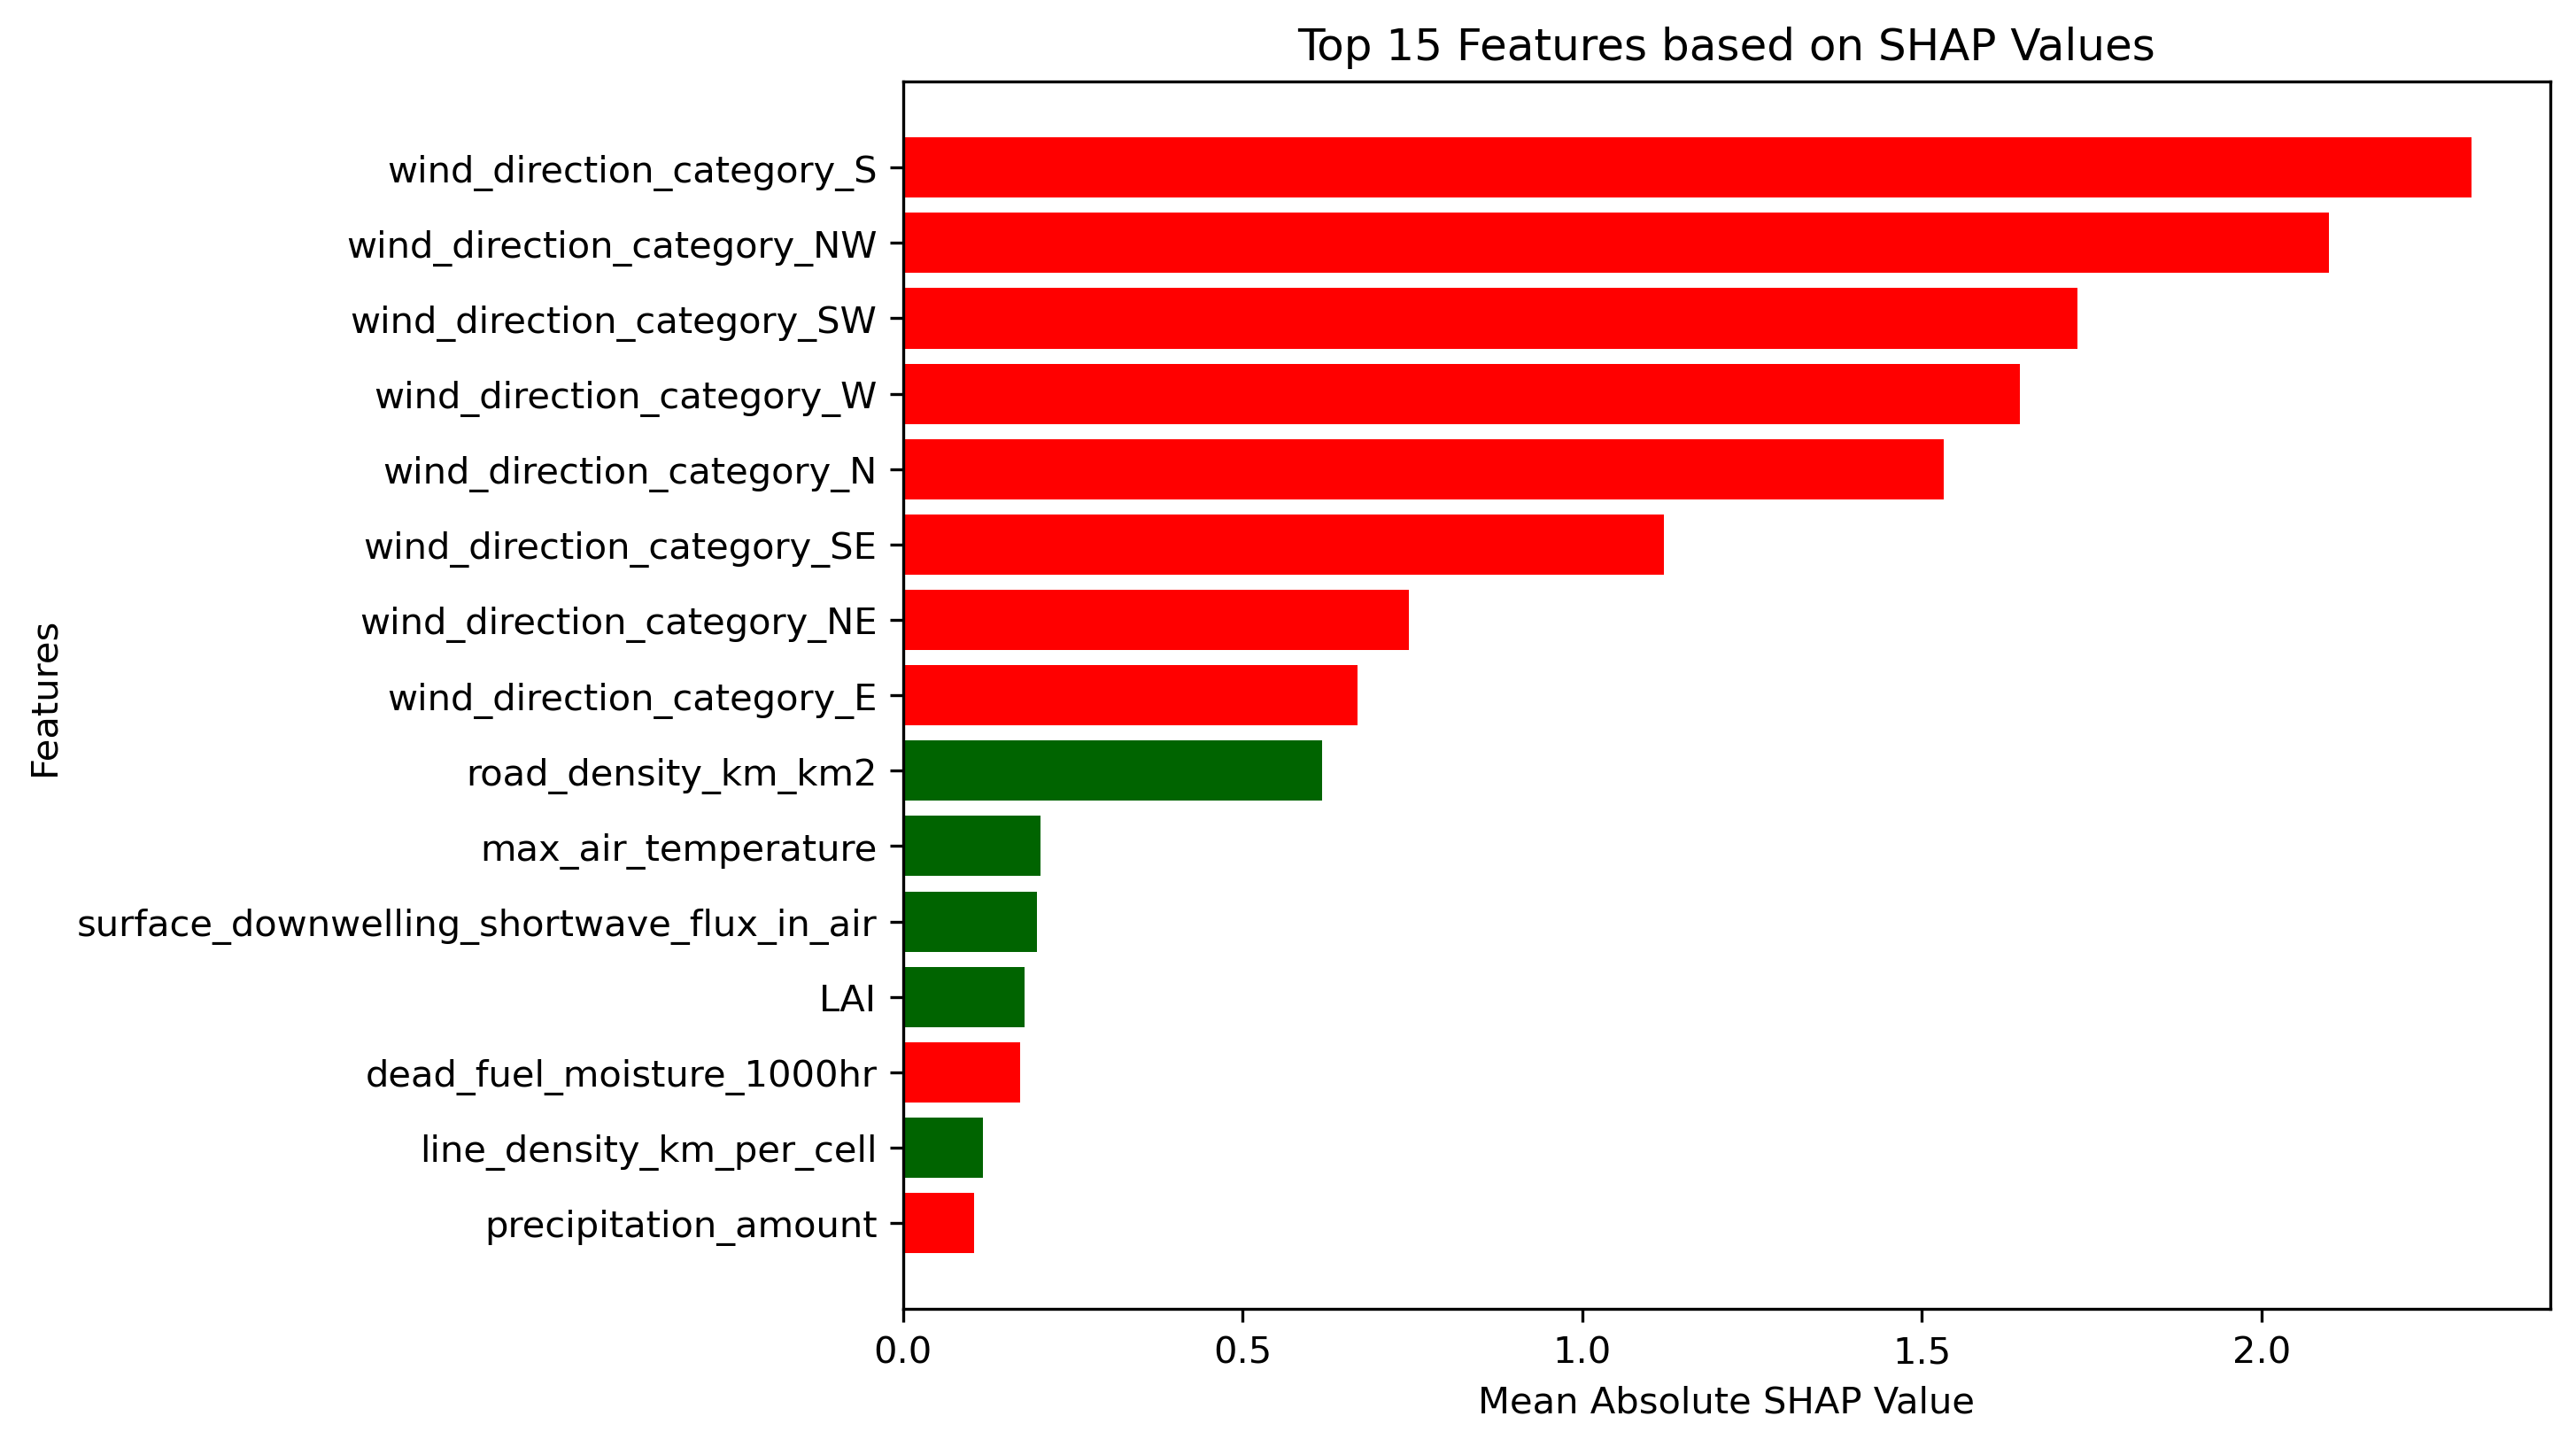 Top 15 Features based on SHAP Values
Features
wind_direction_category_S
wind_direction_category_NW
wind_direction_category_SW
wind_direction_category_W
wind_direction_category_N
wind_direction_category_SE
wind_direction_category_NE
wind_direction_category_E
road_density_km_km2
max_air_temperature
surface_downwelling_shortwave_flux_in_air
LAI
dead_fuel_moisture_1000hr
line_density_km_per_cell
precipitation_amount
0.0 0.5 1.0 1.5 2.0
Mean Absolute SHAP Value